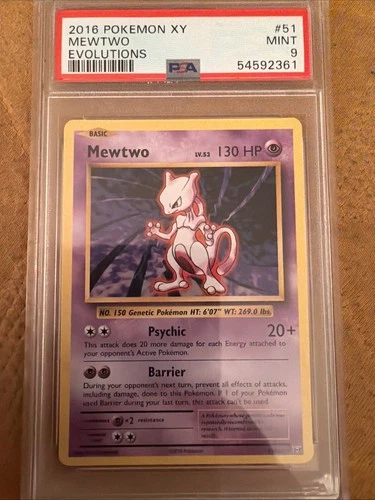 2016 POKEMON XY #51
MEWTWO MINT
EVOLUTIONS 9
PSA 54592361
BASIC
Mewtwo LV.53 130 HP
NO. 150 Genetic Pokémon HT: 6'07" WT: 269.0 lbs.
Psychic 20+
This attack does 20 more damage for each Energy attached to
your opponent's Active Pokémon.
Barrier
During your opponent's next turn, prevent all effects of attacks,
including damage, done to this Pokémon. If 1 of your Pokémon
used Barrier during your last turn, this attack can't be used.
×2 resistance
©2016 Pokémon